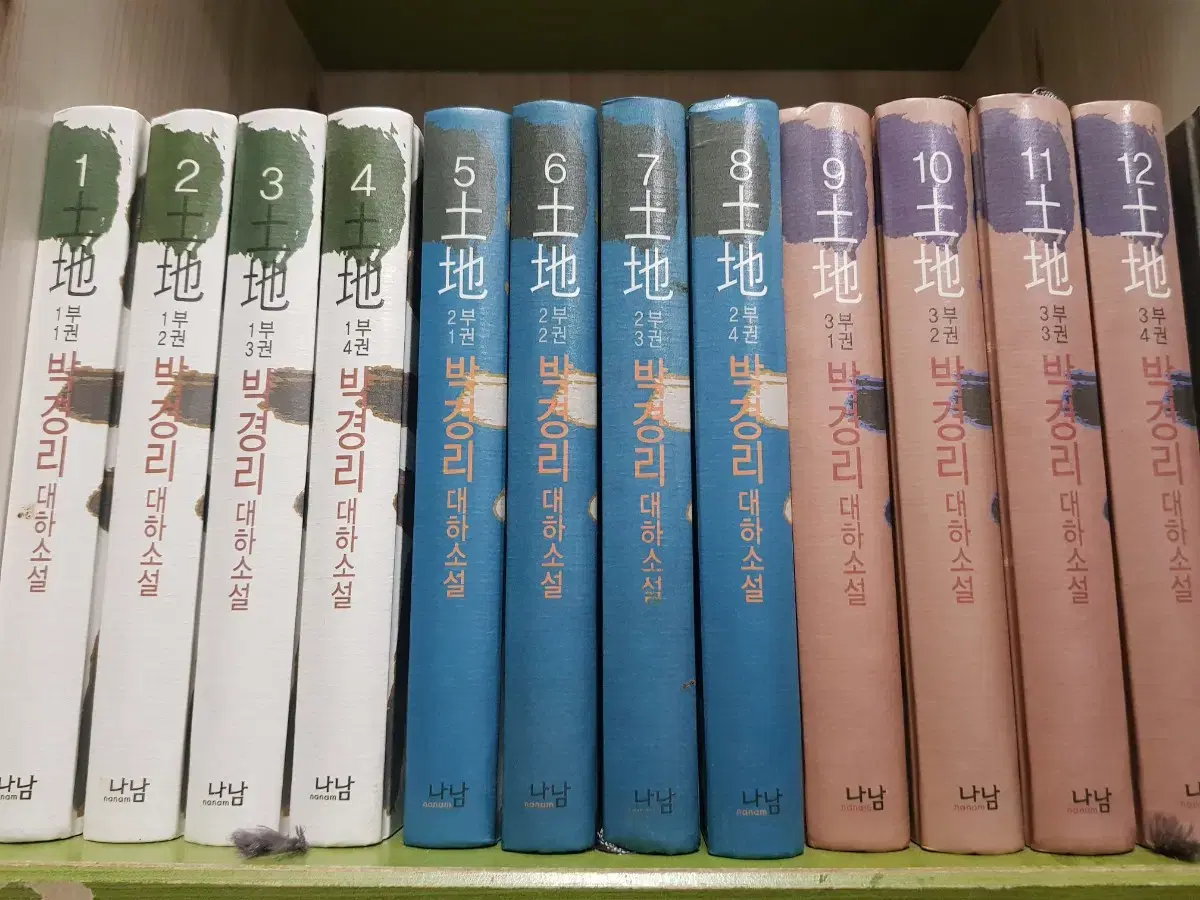 1
土地
1부
1권
박경리 대하소설
나남
nanam
2
土地
1부
2권
박경리 대하소설
나남
nanam
3
土地
1부
3권
박경리 대하소설
나남
nanam
4
土地
1부
4권
박경리 대하소설
나남
nanam
5
土地
2부
1권
박경리 대하소설
나남
nanam
6
土地
2부
2권
박경리 대하소설
나남
nanam
7
土地
2부
3권
박경리 대하소설
나남
nanam
8
土地
2부
4권
박경리 대하소설
나남
nanam
9
土地
3부
1권
박경리 대하소설
나남
nanam
10
土地
3부
2권
박경리 대하소설
나남
nanam
11
土地
3부
3권
박경리 대하소설
나남
nanam
12
土地
3부
4권
박경리 대하소설